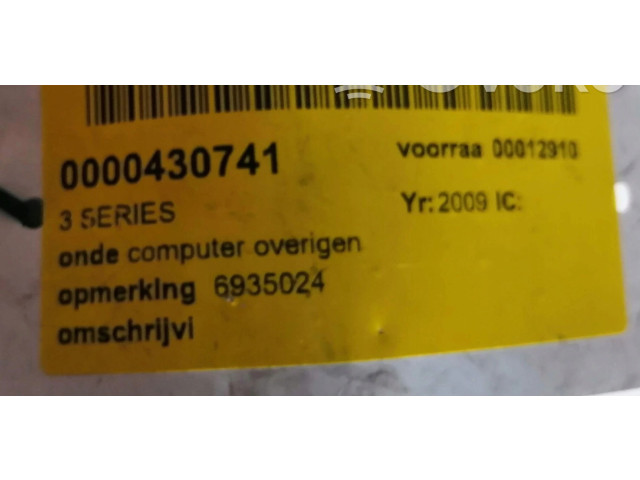 0000430741 voorraa 00012910
3 SERIES Yr: 2009 IC:
onde computer overigen
opmerking 6935024
omschrijvi